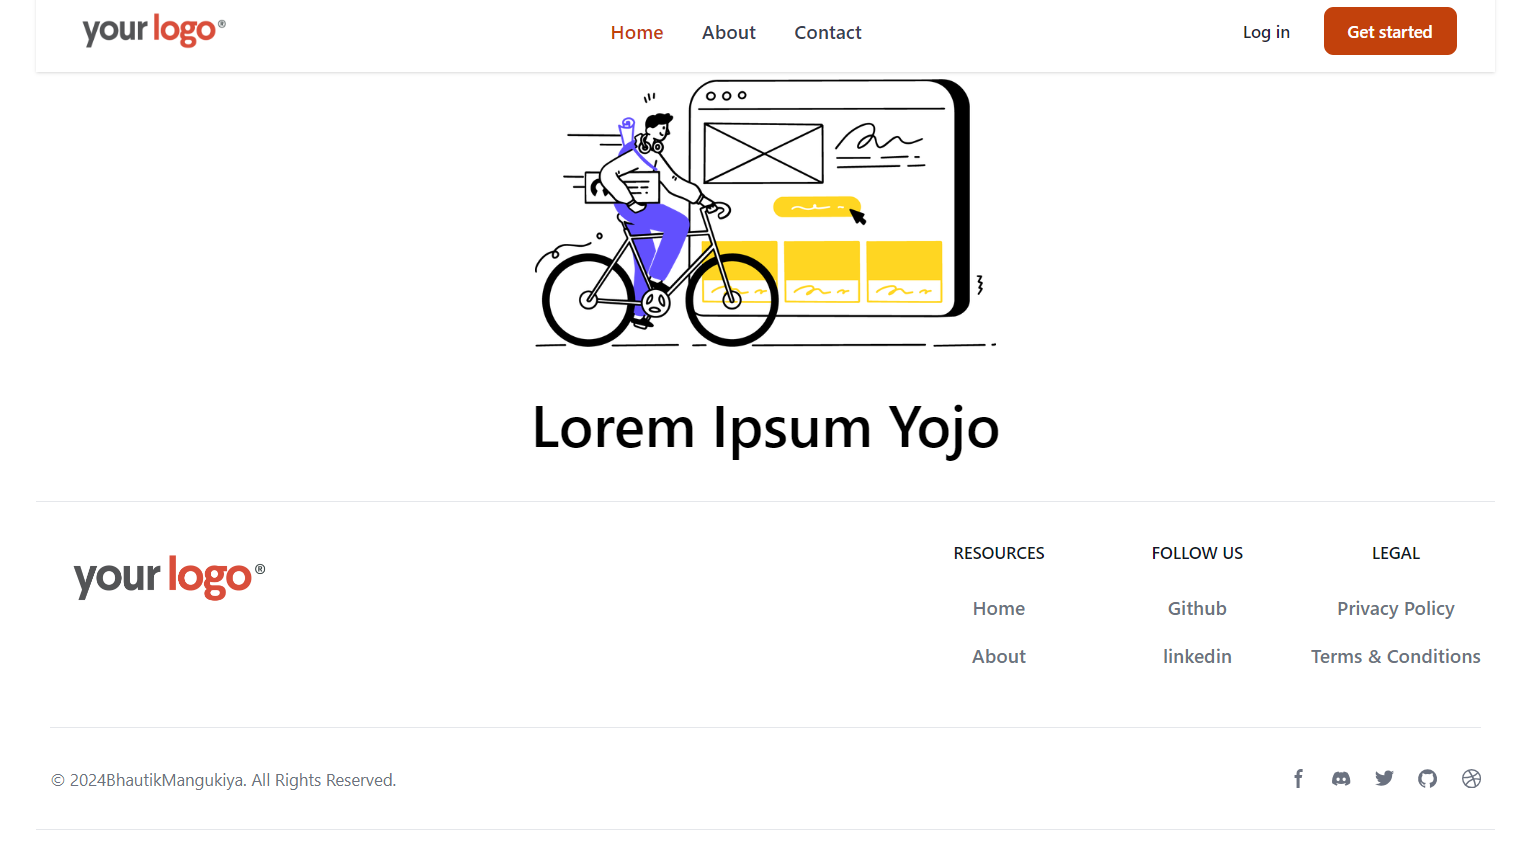 your logo®
Home About Contact
Log in Get started
Lorem Ipsum Yojo
your logo®
RESOURCES FOLLOW US LEGAL
Home Github Privacy Policy
About linkedin Terms & Conditions
© 2024BhautikMangukiya. All Rights Reserved.